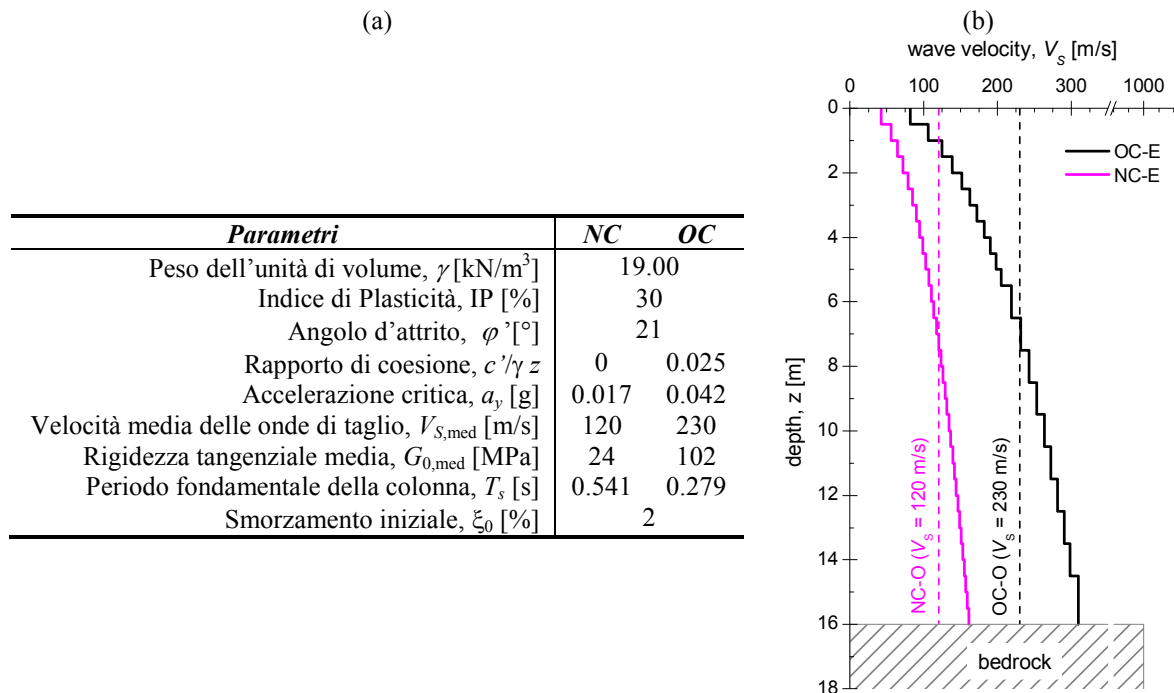 (a)
Parametri NC OC
Peso dell'unità di volume, γ [kN/m³] 19.00
Indice di Plasticità, IP [%] 30
Angolo d'attrito, φ'[°] 21
Rapporto di coesione, c'/γ z 0 0.025
Accelerazione critica, a_y [g] 0.017 0.042
Velocità media delle onde di taglio, V_S,med [m/s] 120 230
Rigidezza tangenziale media, G_0,med [MPa] 24 102
Periodo fondamentale della colonna, T_s [s] 0.541 0.279
Smorzamento iniziale, ξ_0 [%] 2
(b)
wave velocity, V_S [m/s]
0 100 200 300 1000
0
2
4
6
8
10
12
14
16
18
depth, z [m]
OC-E
NC-E
NC-O (V_s = 120 m/s)
OC-O (V_s = 230 m/s)
bedrock